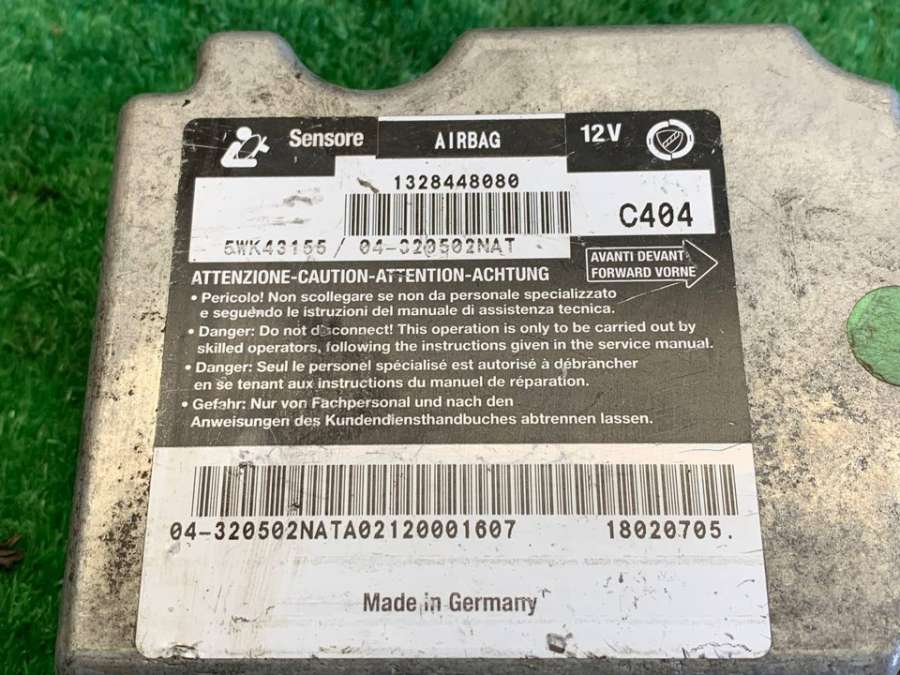 Sensore AIRBAG 12V
1328448080
C404
5WK43155 / 04-320502NAT
AVANTI DEVANT
FORWARD VORNE
ATTENZIONE-CAUTION-ATTENTION-ACHTUNG
• Pericolo! Non scollegare se non da personale specializzato
e seguendo le istruzioni del manuale di assistenza tecnica.
• Danger: Do not disconnect! This operation is only to be carried out by
skilled operators, following the instructions given in the service manual.
• Danger: Seul le personel spécialisé est autorisé à débrancher
en se tenant aux instructions du manuel de réparation.
• Gefahr: Nur von Fachpersonal und nach den
Anweisungen des Kundendiensthandbuches abtrennen lassen.
04-320502NATA02120001607 18020705.
Made in Germany